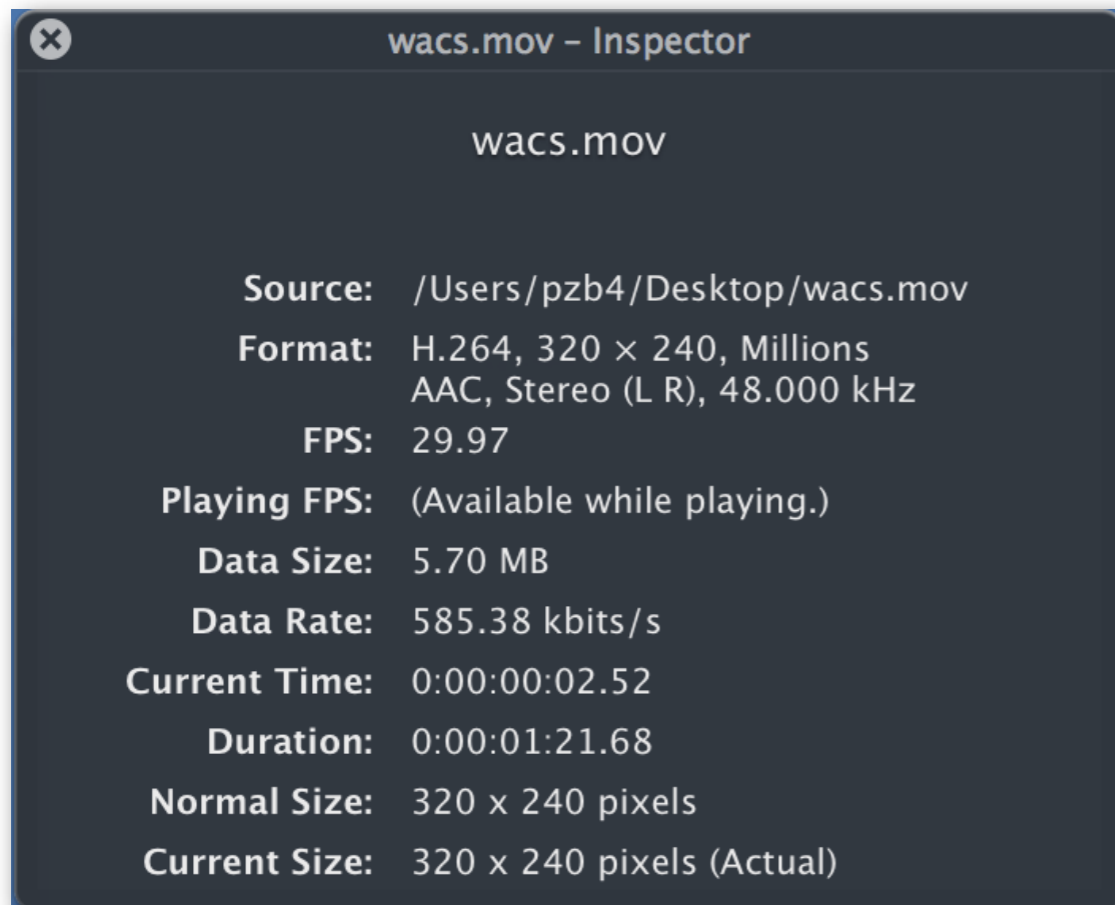 wacs.mov – Inspector
wacs.mov
Source: /Users/pzb4/Desktop/wacs.mov
Format: H.264, 320 × 240, Millions
AAC, Stereo (L R), 48.000 kHz
FPS: 29.97
Playing FPS: (Available while playing.)
Data Size: 5.70 MB
Data Rate: 585.38 kbits/s
Current Time: 0:00:00:02.52
Duration: 0:00:01:21.68
Normal Size: 320 x 240 pixels
Current Size: 320 x 240 pixels (Actual)